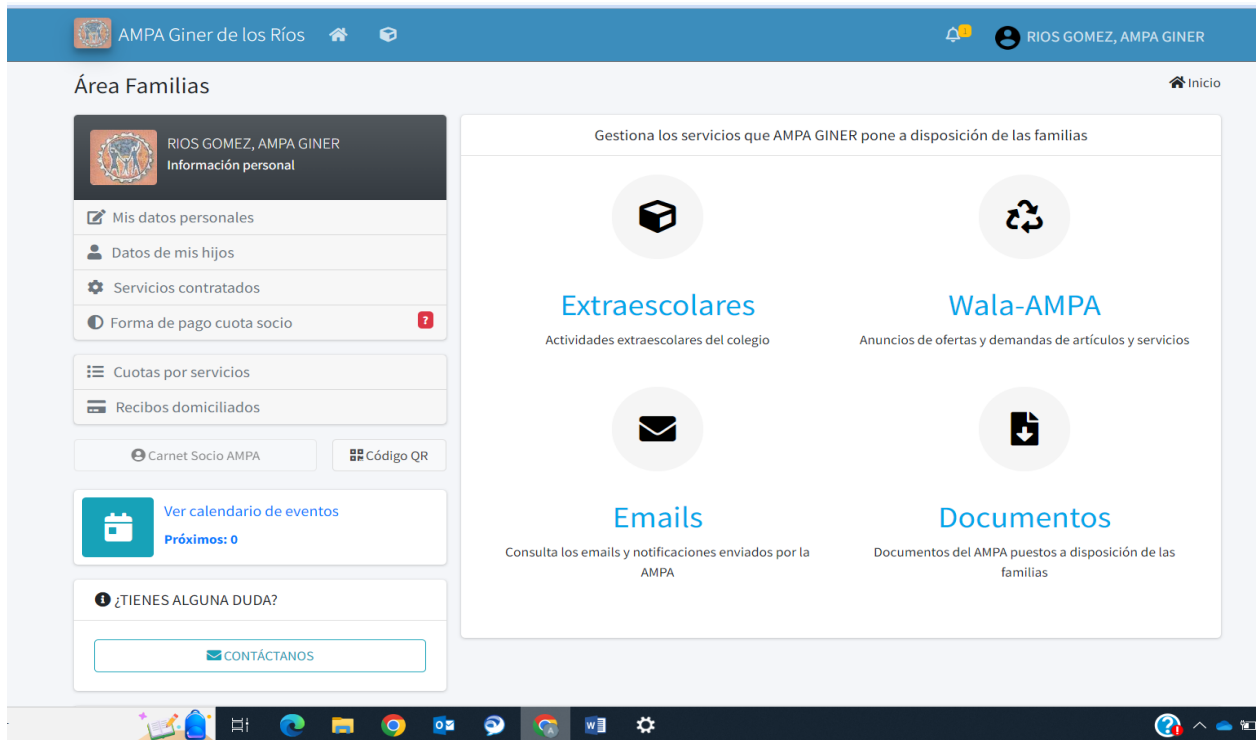 AMPA Giner de los Ríos
RIOS GOMEZ, AMPA GINER
Área Familias
Inicio
RIOS GOMEZ, AMPA GINER
Información personal
Mis datos personales
Datos de mis hijos
Servicios contratados
Forma de pago cuota socio ?
Cuotas por servicios
Recibos domiciliados
Carnet Socio AMPA
Código QR
Ver calendario de eventos
Próximos: 0
¿TIENES ALGUNA DUDA?
CONTÁCTANOS
Gestiona los servicios que AMPA GINER pone a disposición de las familias
Extraescolares
Actividades extraescolares del colegio
Wala-AMPA
Anuncios de ofertas y demandas de artículos y servicios
Emails
Consulta los emails y notificaciones enviados por la
AMPA
Documentos
Documentos del AMPA puestos a disposición de las
familias